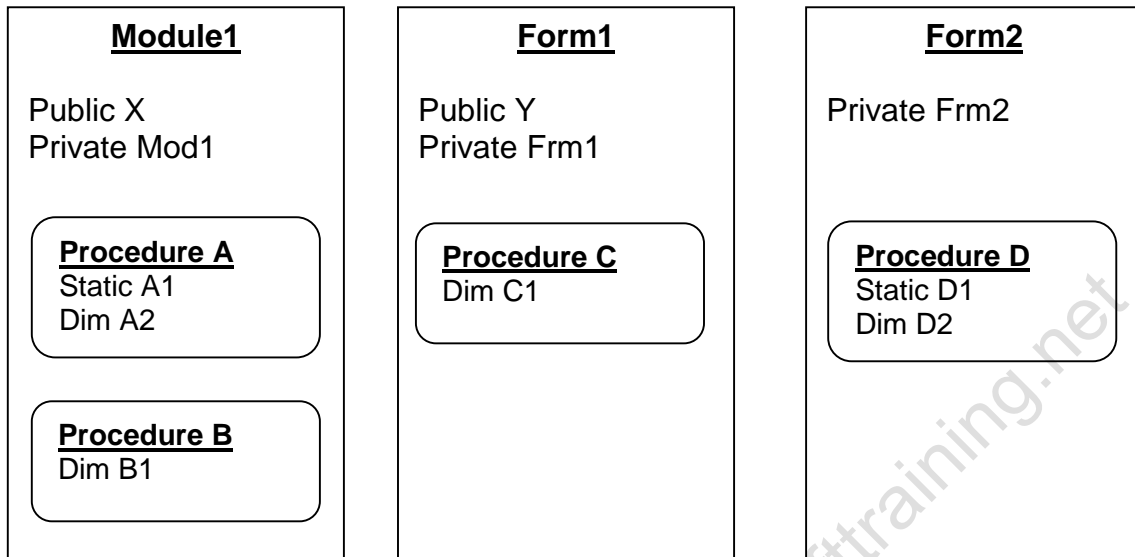 Module1
Public X
Private Mod1
Procedure A
Static A1
Dim A2
Procedure B
Dim B1
Form1
Public Y
Private Frm1
Procedure C
Dim C1
Form2
Private Frm2
Procedure D
Static D1
Dim D2